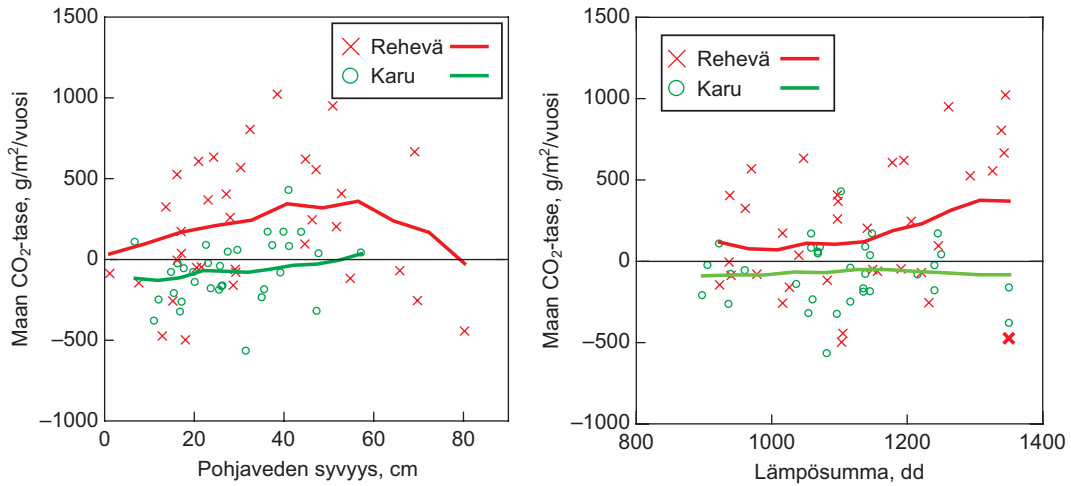 1500
1000
500
0
–500
–1000
Maan CO₂-tase, g/m²/vuosi
Rehevä
Karu
0 20 40 60 80
Pohjaveden syvyys, cm
1500
1000
500
0
–500
–1000
Maan CO₂-tase, g/m²/vuosi
Rehevä
Karu
800 1000 1200 1400
Lämpösumma, dd